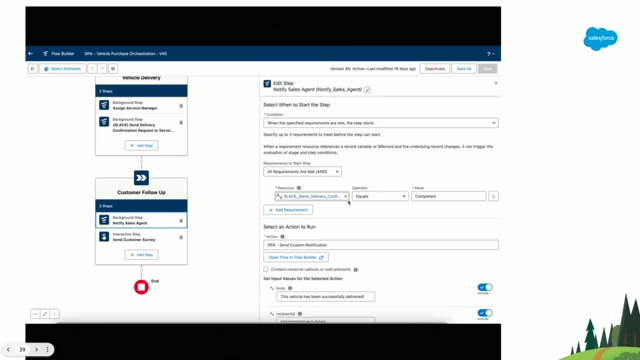 salesforce
Flow Builder
DPA - Vehicle Purchase Orchestration - V45
?
Select Elements
Version 45: Active—Last modified 19 days ago
Deactivate
Save As
Save
Vehicle Delivery
2 Steps
Background Step
Assign Service Manager
Background Step
(SLACK) Send Delivery
Confirmation Request to Servic...
+ Add Step
Customer Follow Up
2 Steps
Background Step
Notify Sales Agent
Interactive Step
Send Customer Survey
+ Add Step
End
Edit Step
Notify Sales Agent (Notify_Sales_Agent)
Select When to Start the Step
* Condition
When the specified requirements are met, the step starts
Specify up to 3 requirements to meet before the step can start.
When a requirement resource references a record variable or $Record and the underlying record changes, it can trigger the
evaluation of stage and step conditions.
Requirements to Start Step
All Requirements Are Met (AND)
* Resource
Operator
* Value
SLACK_Send_Delivery_Confi...
Equals
Completed
+ Add Requirement
Select an Action to Run
* Action
DPA - Send Custom Notification
Open Flow in Flow Builder
Contains external callouts or wait elements
Set Input Values for the Selected Action
body
This vehicle has been successfully delivered!
Include
recipientId
Include
39